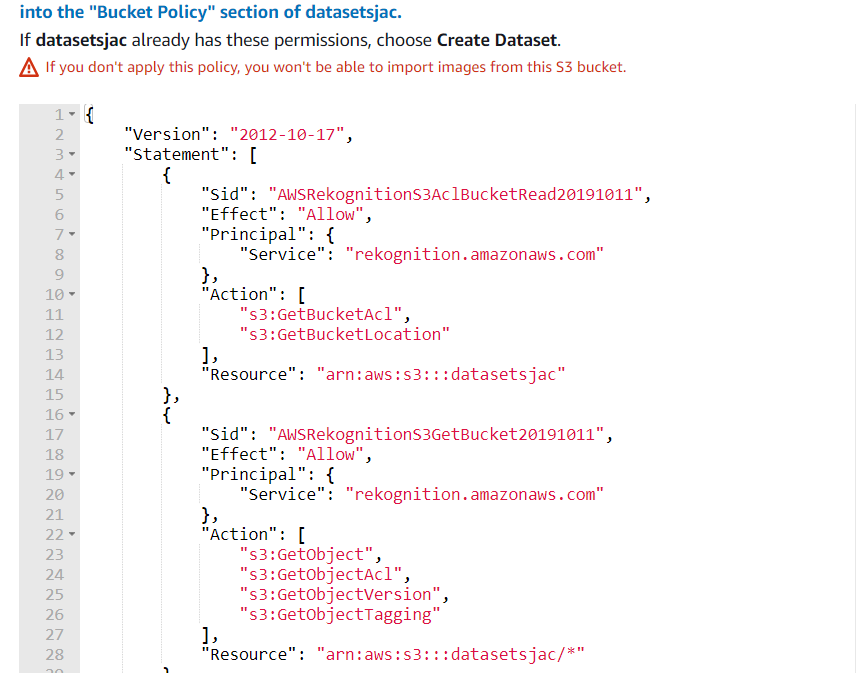 into the "Bucket Policy" section of datasetsjac.
If datasetsjac already has these permissions, choose Create Dataset.
If you don't apply this policy, you won't be able to import images from this S3 bucket.
1 {
2     "Version": "2012-10-17",
3     "Statement": [
4         {
5             "Sid": "AWSRekognitionS3AclBucketRead20191011",
6             "Effect": "Allow",
7             "Principal": {
8                 "Service": "rekognition.amazonaws.com"
9             },
10             "Action": [
11                 "s3:GetBucketAcl",
12                 "s3:GetBucketLocation"
13             ],
14             "Resource": "arn:aws:s3:::datasetsjac"
15         },
16         {
17             "Sid": "AWSRekognitionS3GetBucket20191011",
18             "Effect": "Allow",
19             "Principal": {
20                 "Service": "rekognition.amazonaws.com"
21             },
22             "Action": [
23                 "s3:GetObject",
24                 "s3:GetObjectAcl",
25                 "s3:GetObjectVersion",
26                 "s3:GetObjectTagging"
27             ],
28             "Resource": "arn:aws:s3:::datasetsjac/*"